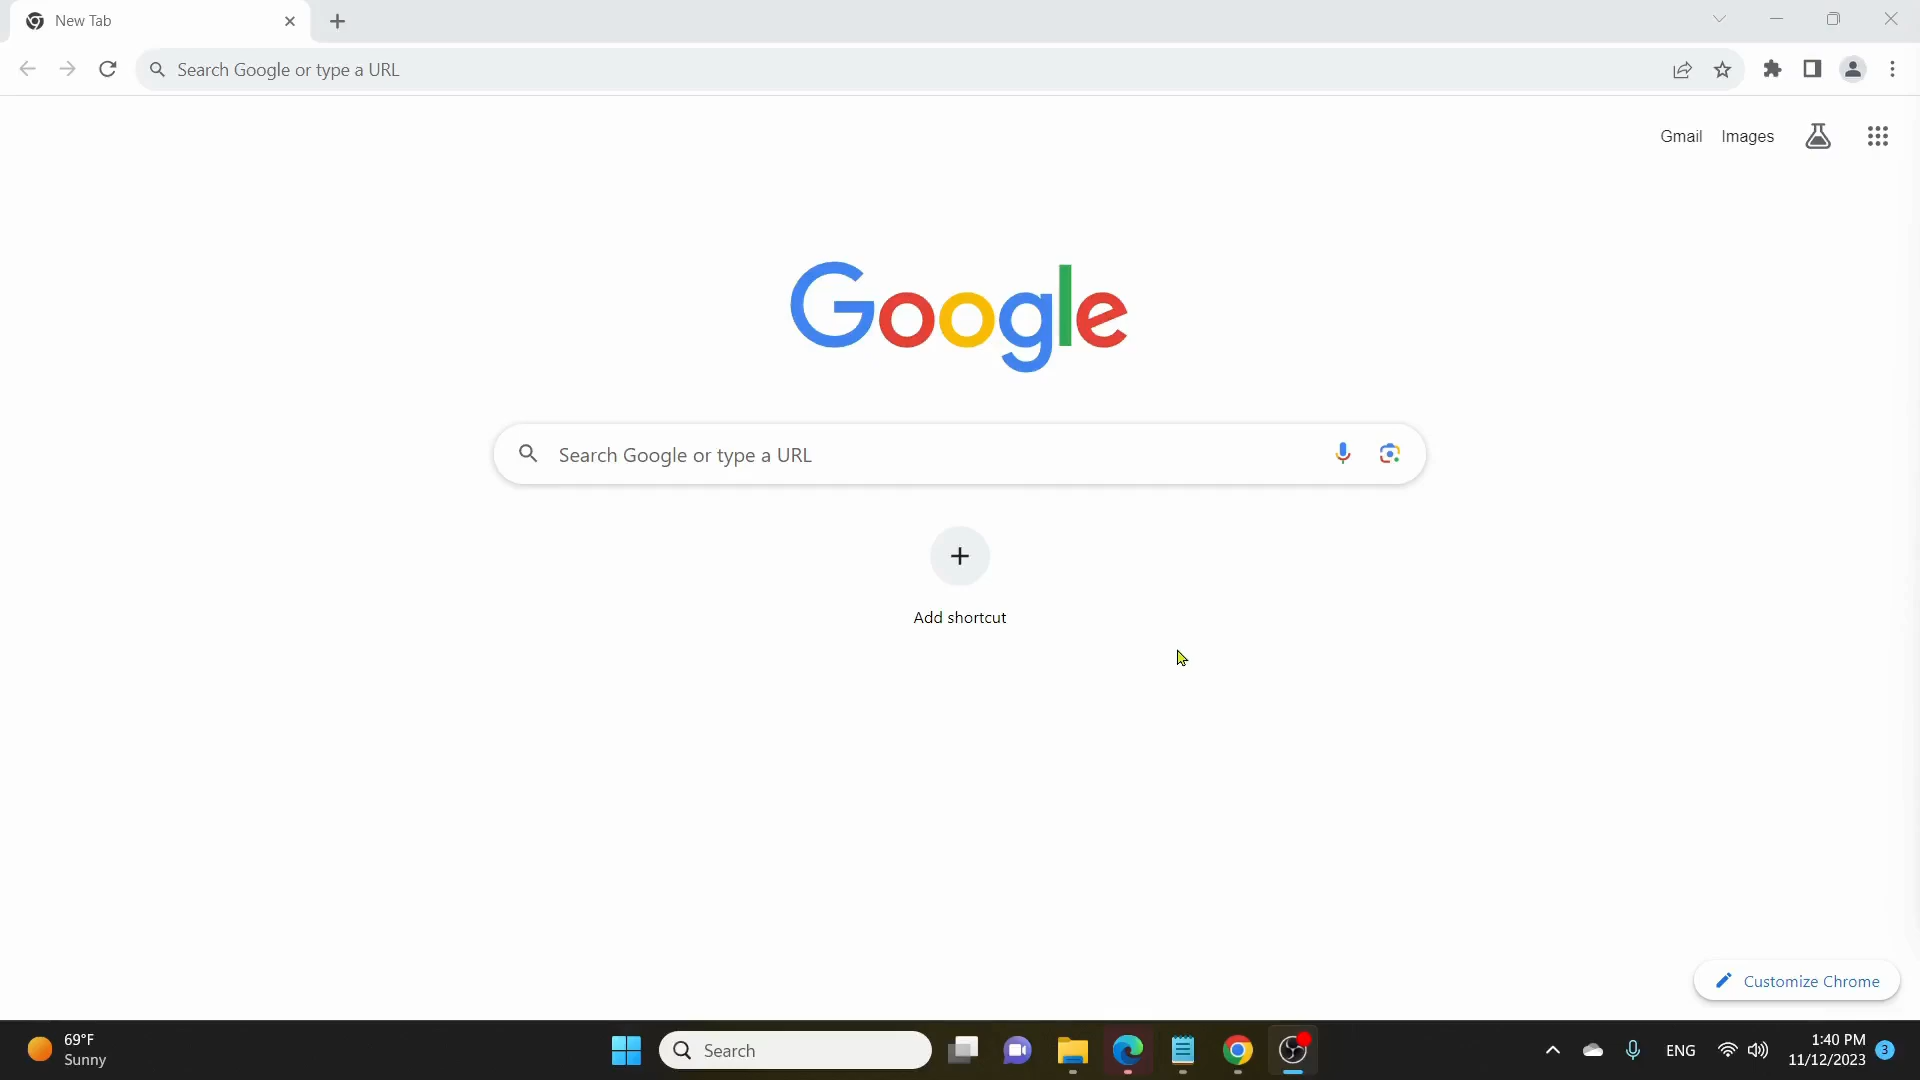 New Tab
Search Google or type a URL
Gmail Images
Google
Search Google or type a URL
Add shortcut
Customize Chrome
69°F
Sunny
Search
ENG
1:40 PM
11/12/2023
3